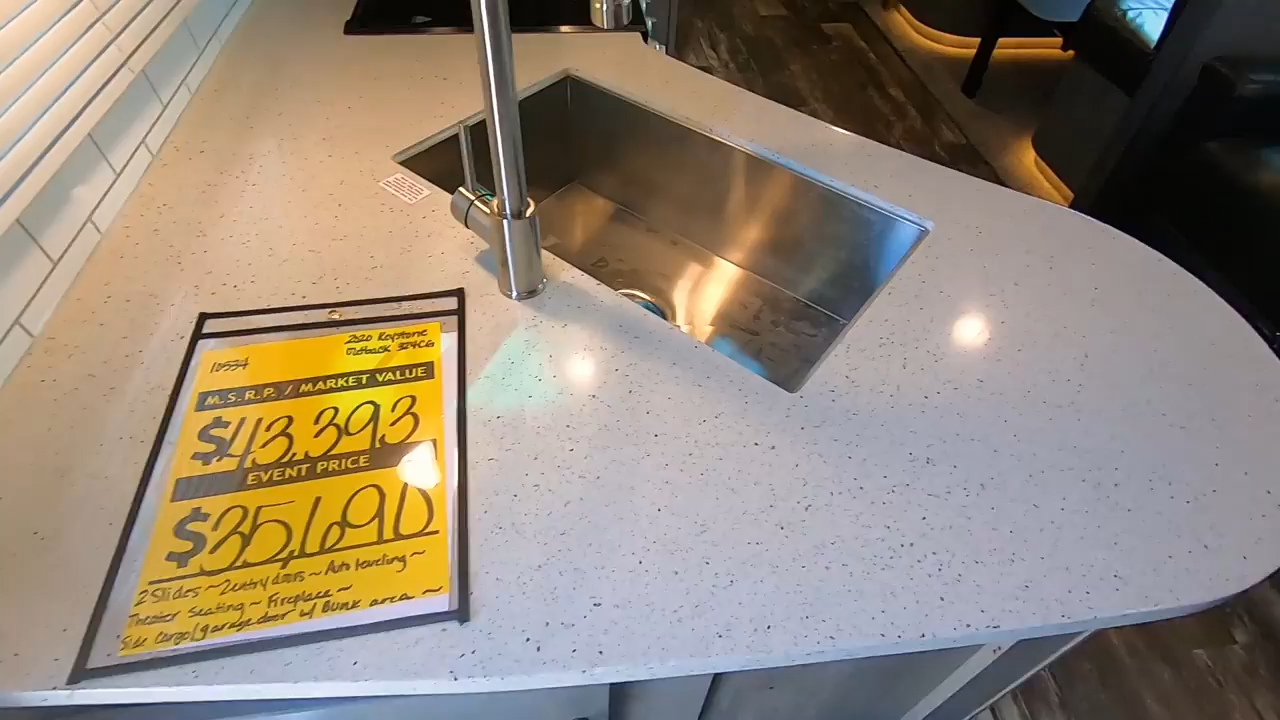 2020 Keystone
10534 Outback 324CG
M.S.R.P. / MARKET VALUE
$43,393
EVENT PRICE
$35,690
2 Slides ~ 2 entry doors ~ Auto leveling ~
Theater Seating ~ Fireplace ~
Side Cargo/garage door w/ Bunk area ~